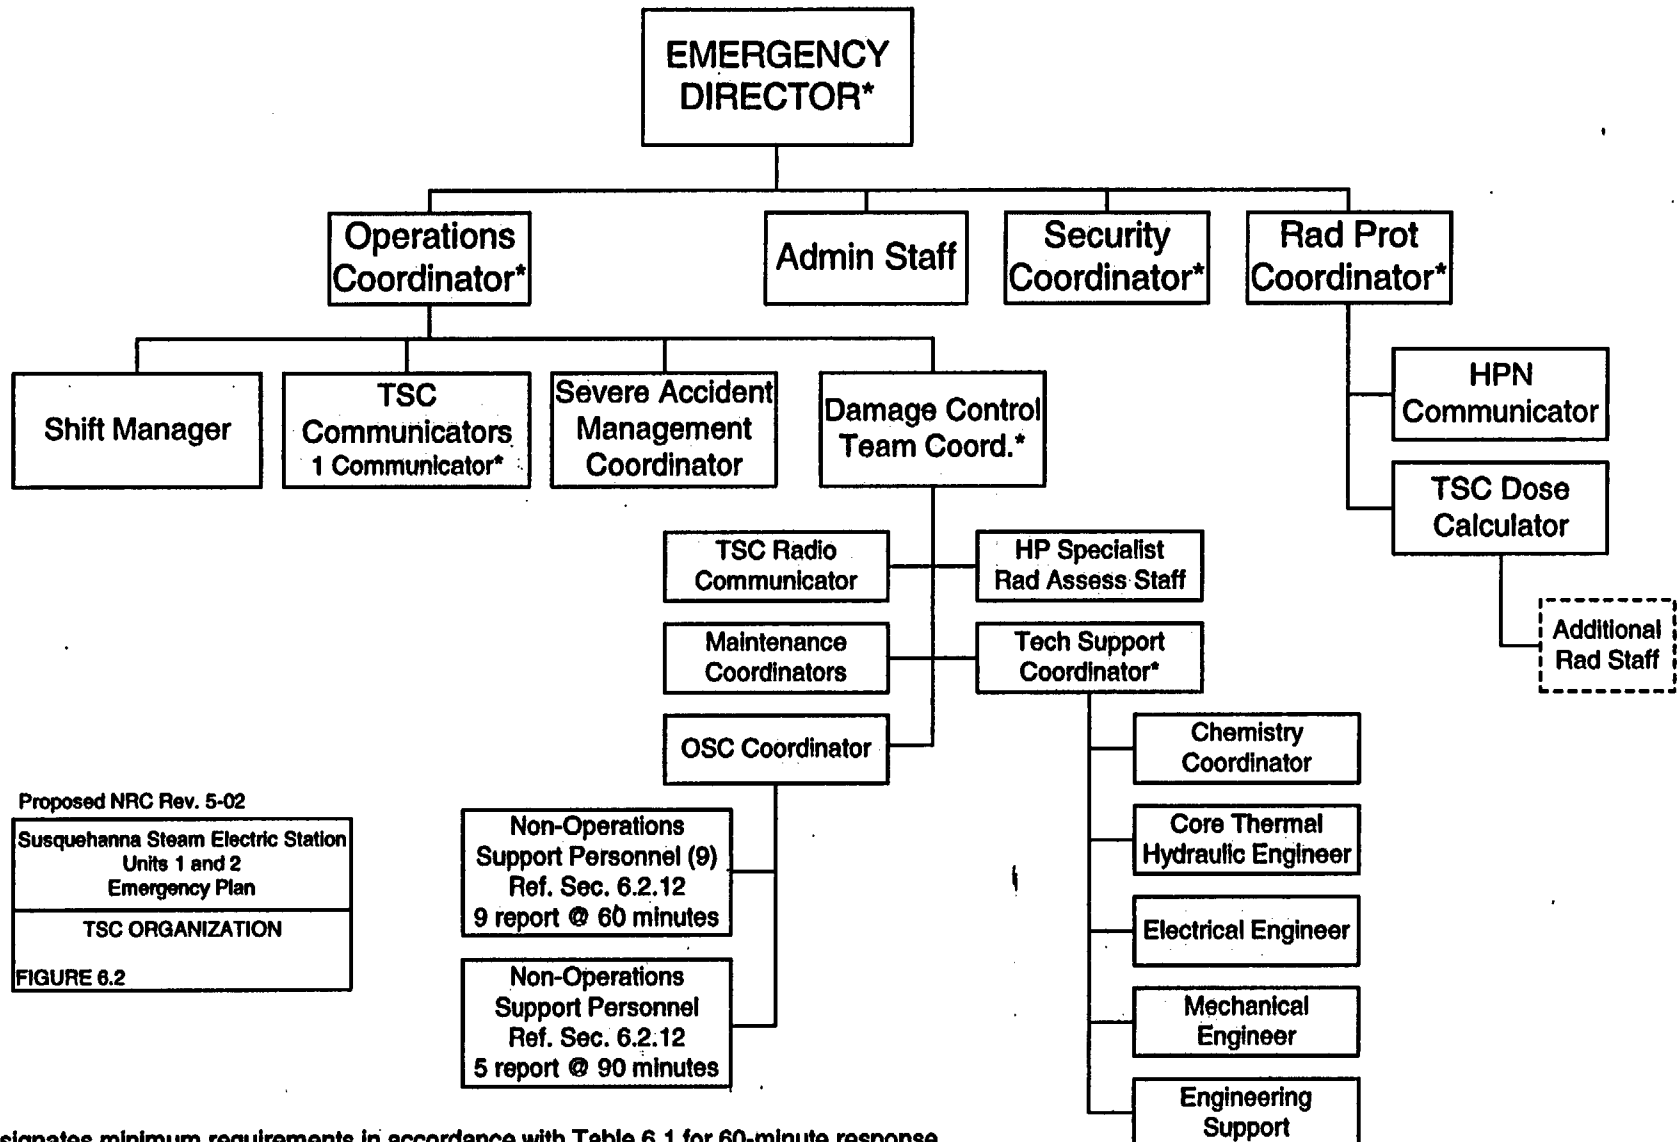 EMERGENCY
DIRECTOR*
Operations
Coordinator*
Admin Staff
Security
Coordinator*
Rad Prot
Coordinator*
Shift Manager
TSC
Communicators
1 Communicator*
Severe Accident
Management
Coordinator
Damage Control
Team Coord.*
HPN
Communicator
TSC Dose
Calculator
Additional
Rad Staff
TSC Radio
Communicator
HP Specialist
Rad Assess Staff
Maintenance
Coordinators
Tech Support
Coordinator*
OSC Coordinator
Chemistry
Coordinator
Core Thermal
Hydraulic Engineer
Electrical Engineer
Mechanical
Engineer
Engineering
Support
Non-Operations
Support Personnel (9)
Ref. Sec. 6.2.12
9 report @ 60 minutes
Non-Operations
Support Personnel
Ref. Sec. 6.2.12
5 report @ 90 minutes
Proposed NRC Rev. 5-02
Susquehanna Steam Electric Station
Units 1 and 2
Emergency Plan
TSC ORGANIZATION
FIGURE 6.2
signates minimum requirements in accordance with Table 6.1 for 60-minute response